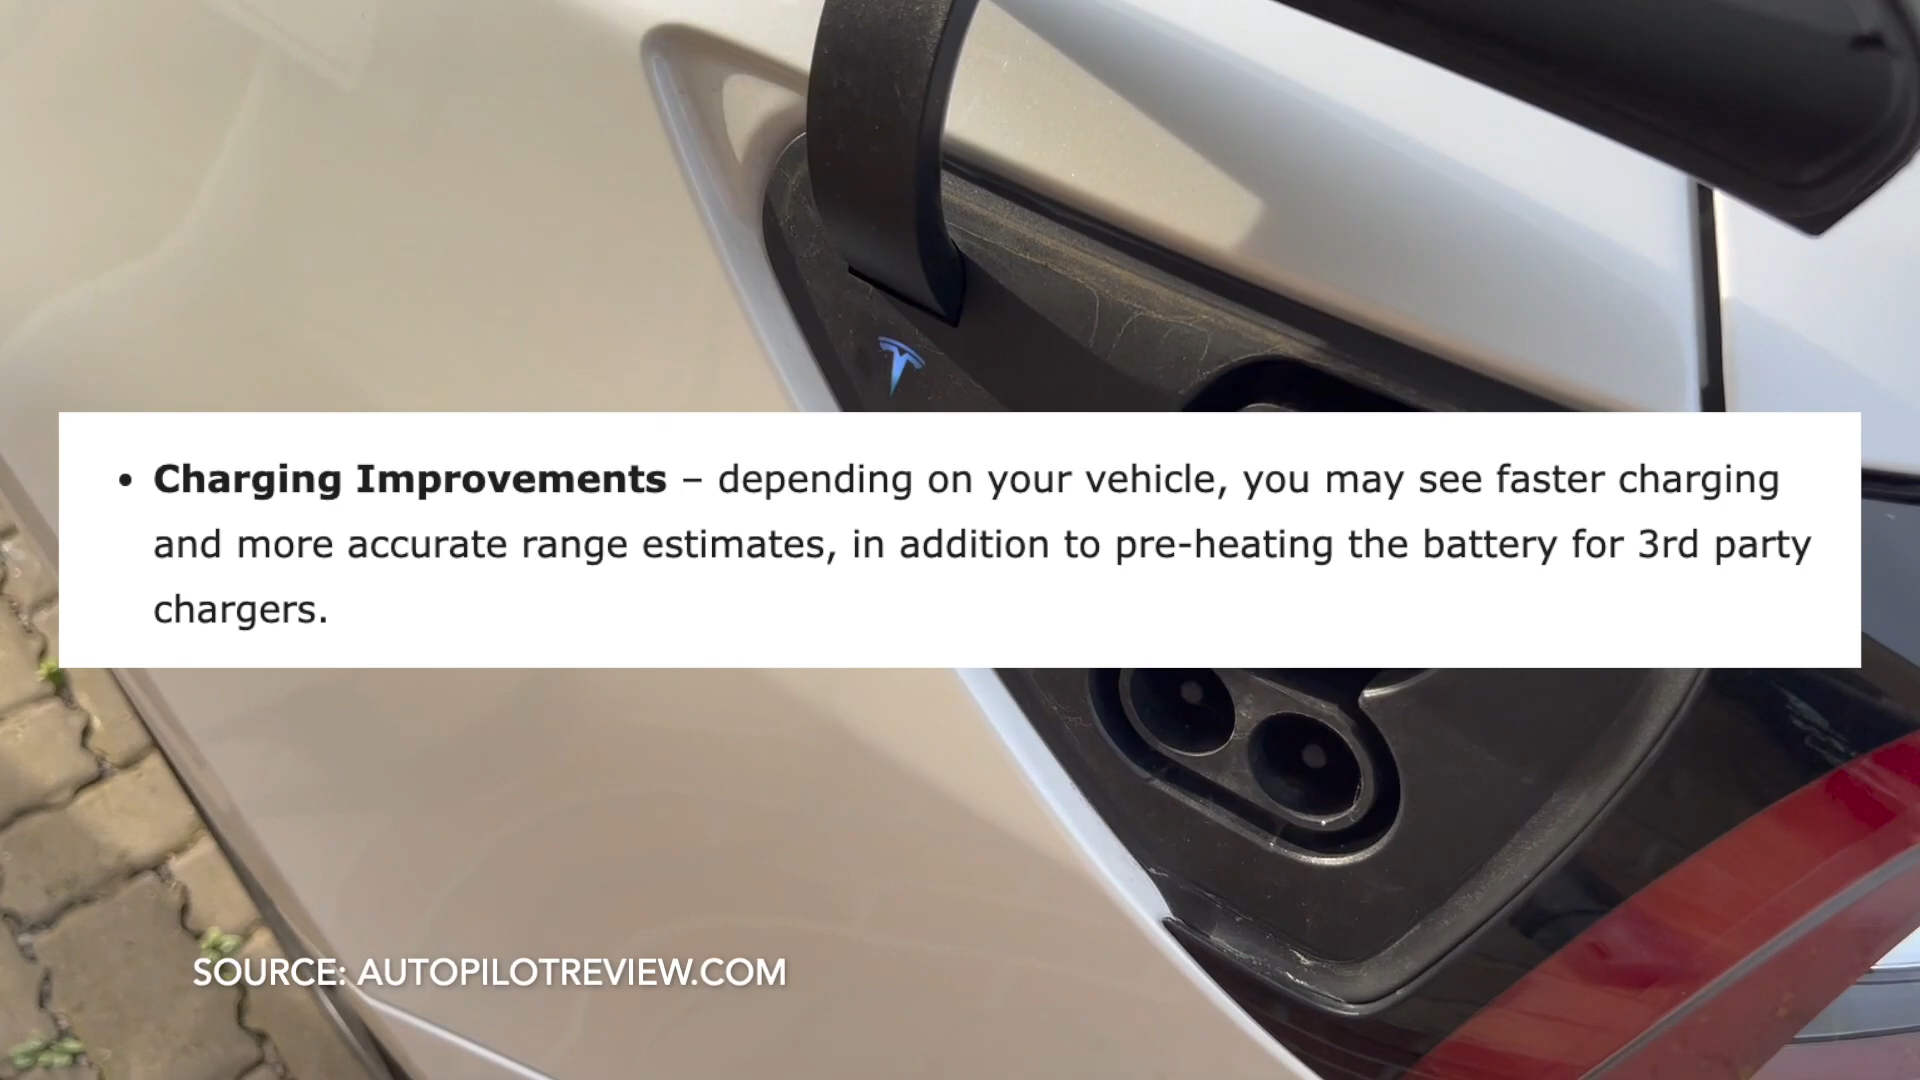 • Charging Improvements – depending on your vehicle, you may see faster charging
and more accurate range estimates, in addition to pre-heating the battery for 3rd party
chargers.
SOURCE: AUTOPILOTREVIEW.COM